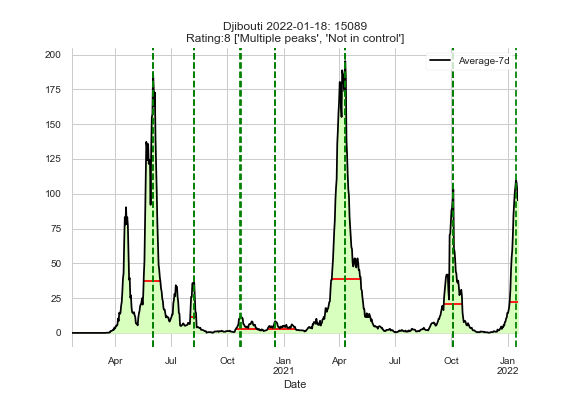 Djibouti 2022-01-18: 15089
Rating:8 ['Multiple peaks', 'Not in control']
200
175
150
125
100
75
50
25
0
Average-7d
Apr Jul Oct Jan Apr Jul Oct Jan
2021 2022
Date